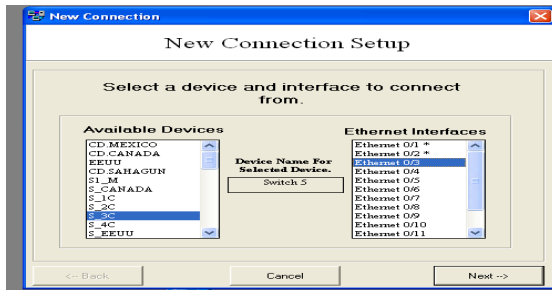 New Connection
New Connection Setup
Select a device and interface to connect
from.
Available Devices
CD.MEXICO
CD.CANADA
EEUU
CD.SAHAGUN
S1_M
S_CANADA
S_1C
S_2C
S_3C
S_4C
S_EEUU
Device Name For
Selected Device.
Switch 5
Ethernet Interfaces
Ethernet 0/1 *
Ethernet 0/2 *
Ethernet 0/3
Ethernet 0/4
Ethernet 0/5
Ethernet 0/6
Ethernet 0/7
Ethernet 0/8
Ethernet 0/9
Ethernet 0/10
Ethernet 0/11
<-- Back
Cancel
Next -->